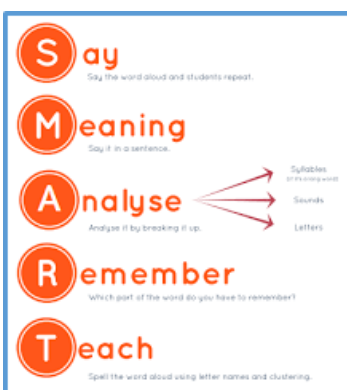 Say
Say the word aloud and students repeat.
Meaning
Say it in a sentence.
Analyse
Analyse it by breaking it up.
Syllables
Sounds
Letters
Remember
Which part of the word do you have to remember?
Teach
Spell the word aloud using letter names and clustering.